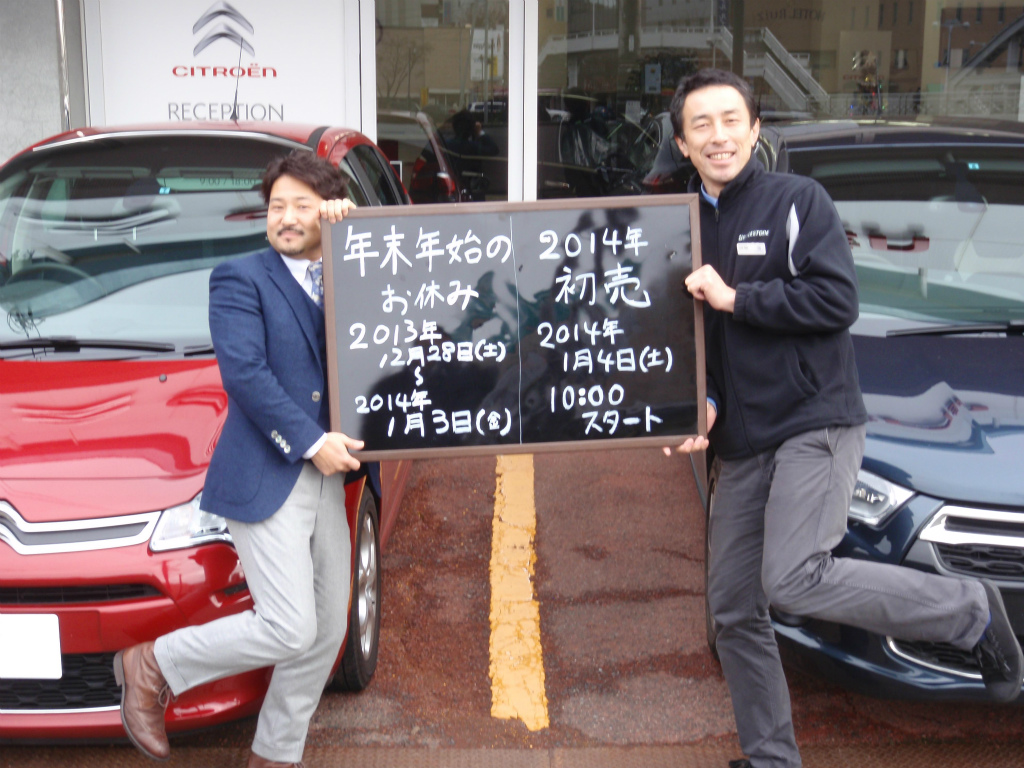 CITROËN
RECEPTION
年末年始の
お休み
2013年
12月28日(土)
〜
2014年
1月3日(金)
2014年
初売
2014年
1月4日(土)
10:00
スタート